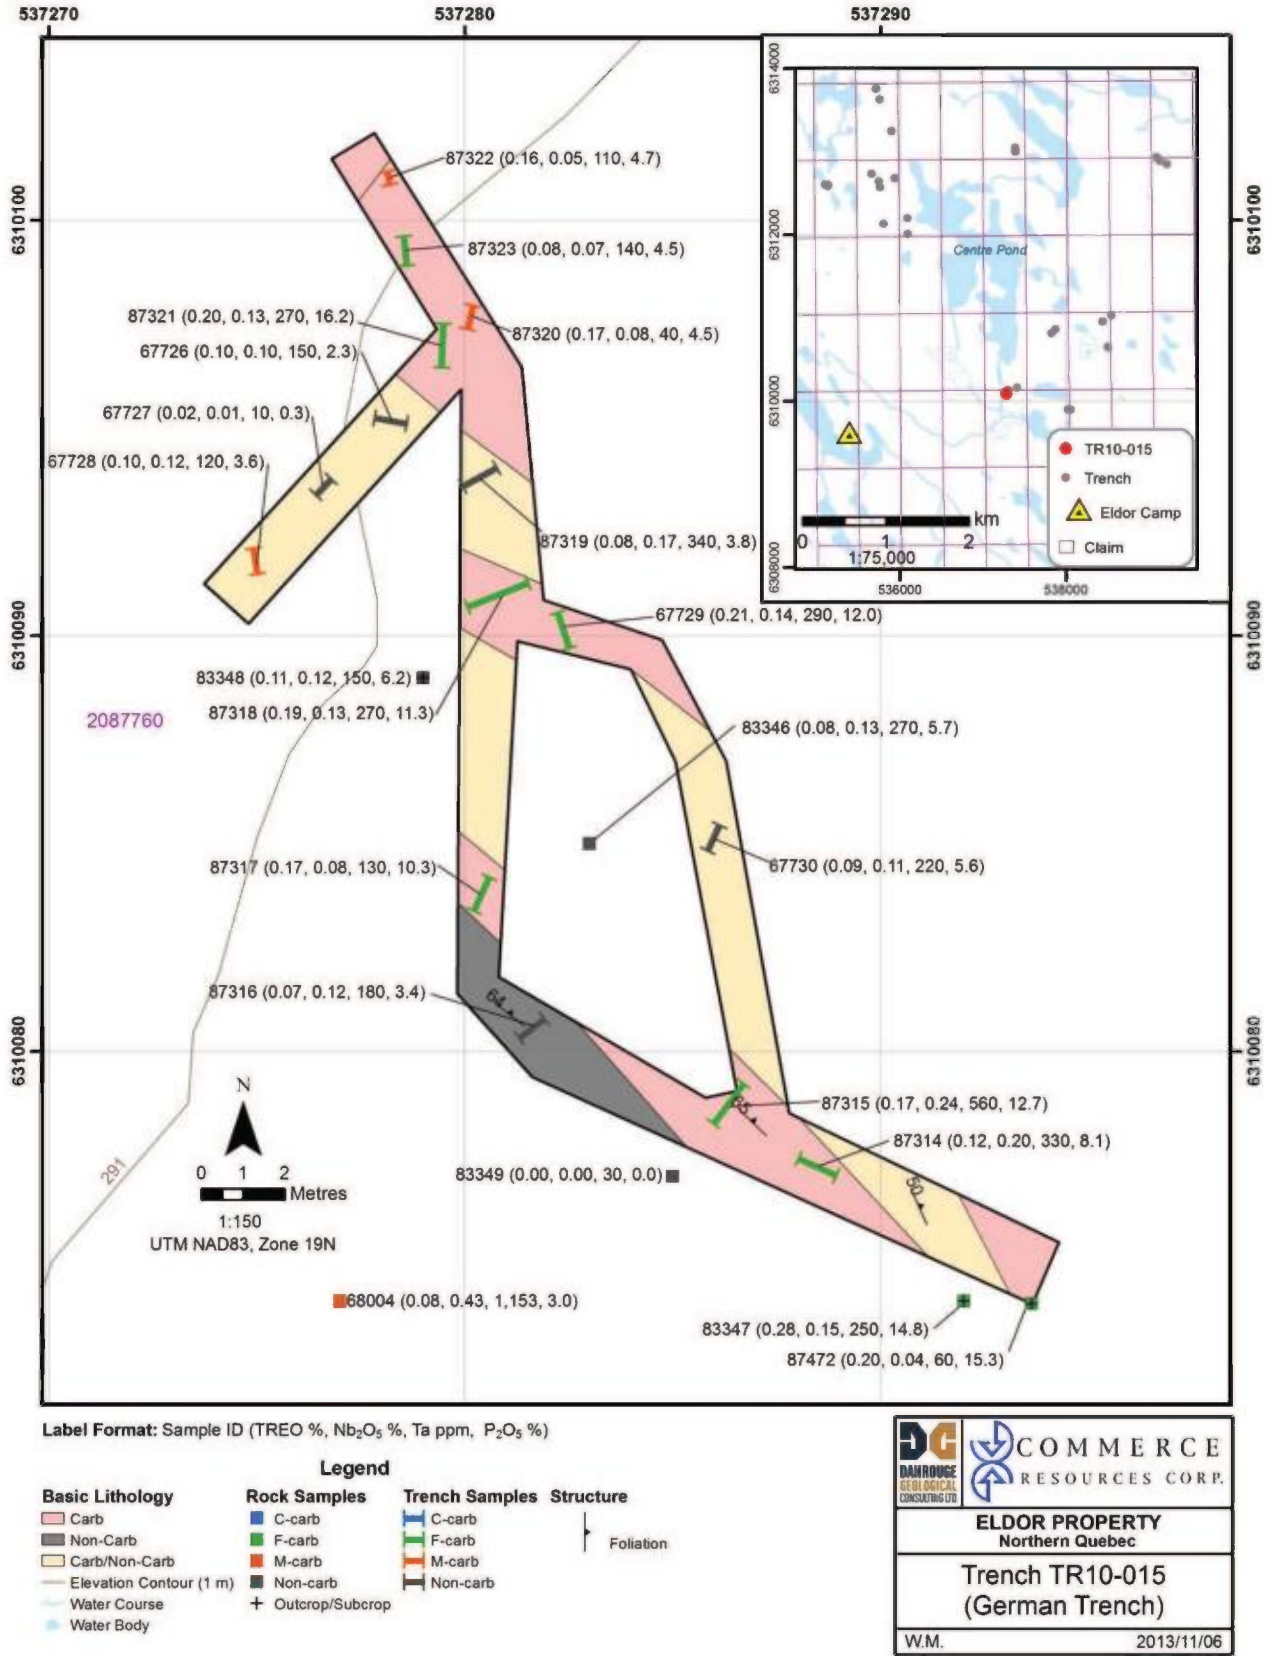 537270
537280
537290
6310100
6310090
6310080
6310100
6310090
6310080
87322 (0.16, 0.05, 110, 4.7)
87323 (0.08, 0.07, 140, 4.5)
87321 (0.20, 0.13, 270, 16.2)
87320 (0.17, 0.08, 40, 4.5)
67726 (0.10, 0.10, 150, 2.3)
67727 (0.02, 0.01, 10, 0.3)
67728 (0.10, 0.12, 120, 3.6)
87319 (0.08, 0.17, 340, 3.8)
67729 (0.21, 0.14, 290, 12.0)
83348 (0.11, 0.12, 150, 6.2)
87318 (0.19, 0.13, 270, 11.3)
2087760
83346 (0.08, 0.13, 270, 5.7)
87317 (0.17, 0.08, 130, 10.3)
67730 (0.09, 0.11, 220, 5.6)
87316 (0.07, 0.12, 180, 3.4)
64
65
87315 (0.17, 0.24, 560, 12.7)
87314 (0.12, 0.20, 330, 8.1)
83349 (0.00, 0.00, 30, 0.0)
50
291
N
0 1 2
Metres
1:150
UTM NAD83, Zone 19N
68004 (0.08, 0.43, 1,153, 3.0)
83347 (0.28, 0.15, 250, 14.8)
87472 (0.20, 0.04, 60, 15.3)
6314000
6312000
6310000
6308000
Centre Pond
TR10-015
Trench
Eldor Camp
Claim
km
0 2
1:75,000
536000
538000
Label Format: Sample ID (TREO %, Nb₂O₅ %, Ta ppm, P₂O₅ %)
Legend
Basic Lithology
Carb
Non-Carb
Carb/Non-Carb
Elevation Contour (1 m)
Water Course
Water Body
Rock Samples
C-carb
F-carb
M-carb
Non-carb
Outcrop/Subcrop
Trench Samples
C-carb
F-carb
M-carb
Non-carb
Structure
Foliation
DAHROUGE
GEOLOGICAL
CONSULTING LTD
COMMERCE
RESOURCES CORP.
ELDOR PROPERTY
Northern Quebec
Trench TR10-015
(German Trench)
W.M. 2013/11/06